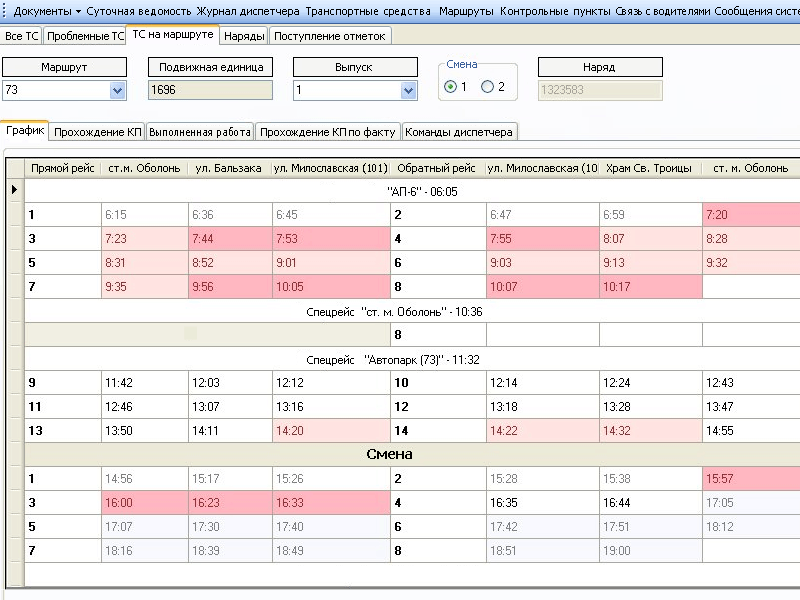 Документы Суточная ведомость Журнал диспетчера Транспортные средства Маршруты Контрольные пункты Связь с водителями Сообщения систе
Все ТС Проблемные ТС ТС на маршруте Наряды Поступление отметок
Маршрут Подвижная единица Выпуск Смена Наряд
73 1696 1 1 2 1323583
График Прохождение КП Выполненная работа Прохождение КП по факту Команды диспетчера
Прямой рейс ст.м. Оболонь ул. Бальзака ул. Милославская (101) Обратный рейс ул. Милославская (10 Храм Св. Троицы ст. м. Оболонь
"АП-6" - 06:05
1 6:15 6:36 6:45 2 6:47 6:59 7:20
3 7:23 7:44 7:53 4 7:55 8:07 8:28
5 8:31 8:52 9:01 6 9:03 9:13 9:32
7 9:35 9:56 10:05 8 10:07 10:17
Спецрейс "ст. м. Оболонь" - 10:36
8
Спецрейс "Автопарк (73)" - 11:32
9 11:42 12:03 12:12 10 12:14 12:24 12:43
11 12:46 13:07 13:16 12 13:18 13:28 13:47
13 13:50 14:11 14:20 14 14:22 14:32 14:55
Смена
1 14:56 15:17 15:26 2 15:28 15:38 15:57
3 16:00 16:23 16:33 4 16:35 16:44 17:05
5 17:07 17:30 17:40 6 17:42 17:51 18:12
7 18:16 18:39 18:49 8 18:51 19:00